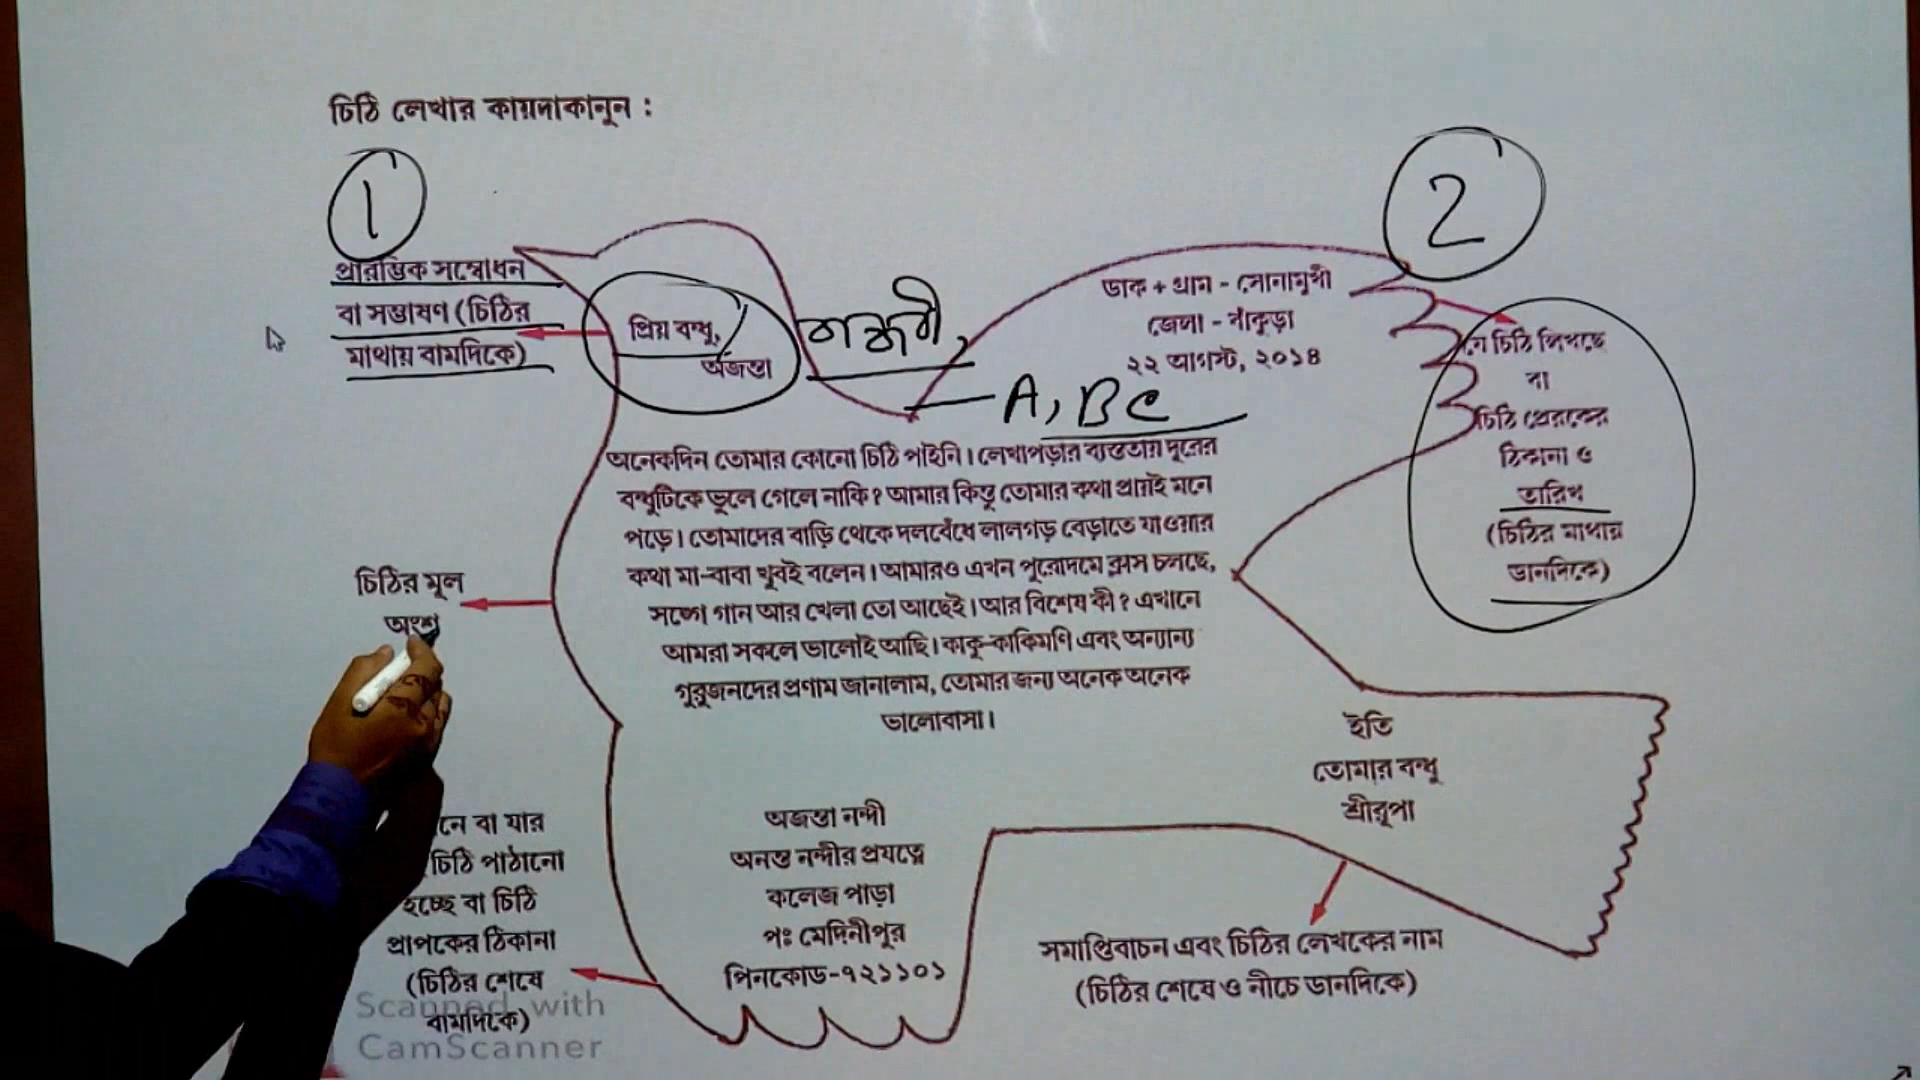 চিঠি লেখার কায়দাকানুন :
1
প্রারম্ভিক সম্বোধন
বা সম্ভাষণ (চিঠির
মাথায় বামদিকে)
প্রিয় বন্ধু,
অজন্তা
A, BC
2
ডাক + গ্রাম - সোনামুখী
জেলা - বাঁকুড়া
২২ আগস্ট, ২০১৪
যে চিঠি লিখছে
বা
চিঠি প্রেরকের
ঠিকানা ও
তারিখ
(চিঠির মাথায়
ডানদিকে)
অনেকদিন তোমার কোনো চিঠি পাইনি। লেখাপড়ার ব্যস্ততায় দূরের
বন্ধুটিকে ভুলে গেলে নাকি? আমার কিন্তু তোমার কথা প্রায়ই মনে
পড়ে। তোমাদের বাড়ি থেকে দলবেঁধে লালগড় বেড়াতে যাওয়ার
কথা মা-বাবা খুবই বলেন। আমারও এখন পুরোদমে ক্লাস চলছে,
সঙ্গে গান আর খেলা তো আছেই। আর বিশেষ কী? এখানে
আমরা সকলে ভালোই আছি। কাকু-কাকিমণি এবং অন্যান্য
গুরুজনদের প্রণাম জানালাম, তোমার জন্য অনেক অনেক
ভালোবাসা।
চিঠির মূল
অংশ
ইতি
তোমার বন্ধু
শ্রীরূপা
অজন্তা নন্দী
অনন্ত নন্দীর প্রযত্নে
কলেজ পাড়া
পঃ মেদিনীপুর
পিনকোড-৭২১১০১
নে বা যার
চিঠি পাঠানো
হচ্ছে বা চিঠি
প্রাপকের ঠিকানা
(চিঠির শেষে
বামদিকে)
সমাপ্তিবাচন এবং চিঠির লেখকের নাম
(চিঠির শেষে ও নীচে ডানদিকে)
Scanned with
CamScanner